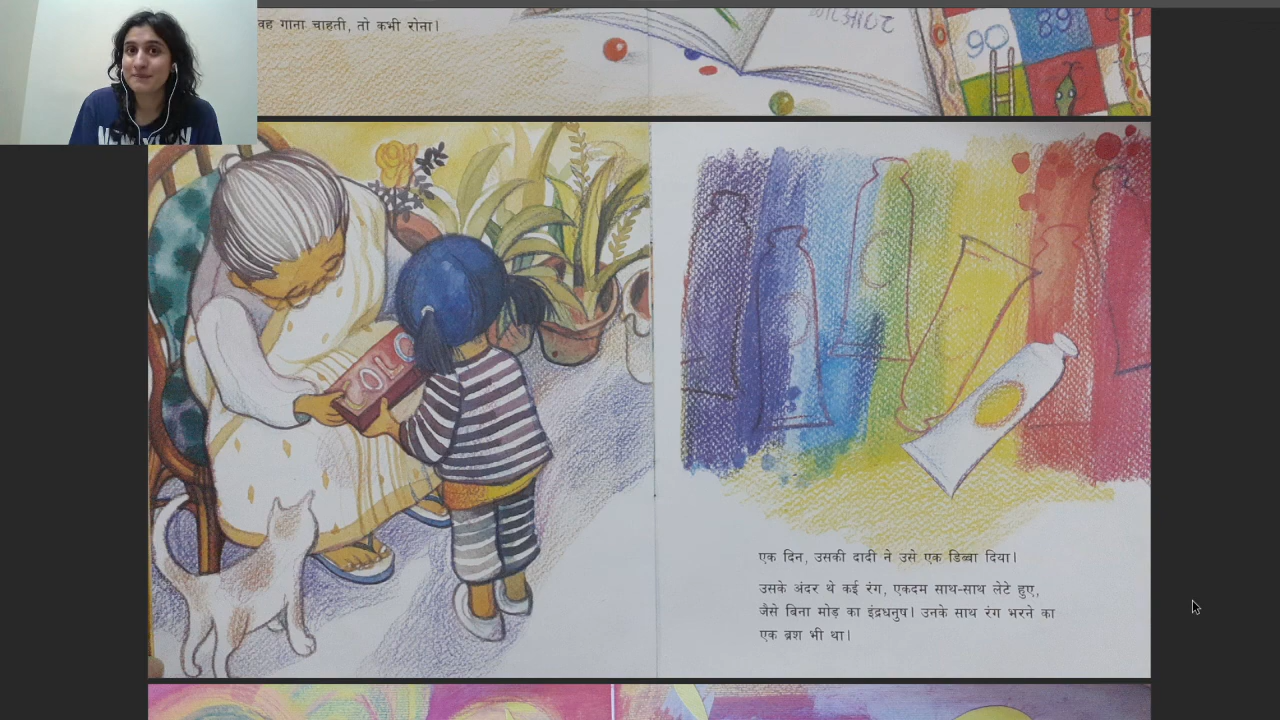 वह गाना चाहती, तो कभी रोना।
90
89
एक दिन, उसकी दादी ने उसे एक डिब्बा दिया।
उसके अंदर थे कई रंग, एकदम साथ-साथ लेटे हुए,
जैसे बिना मोड़ का इंद्रधनुष। उनके साथ रंग भरने का
एक ब्रश भी था।